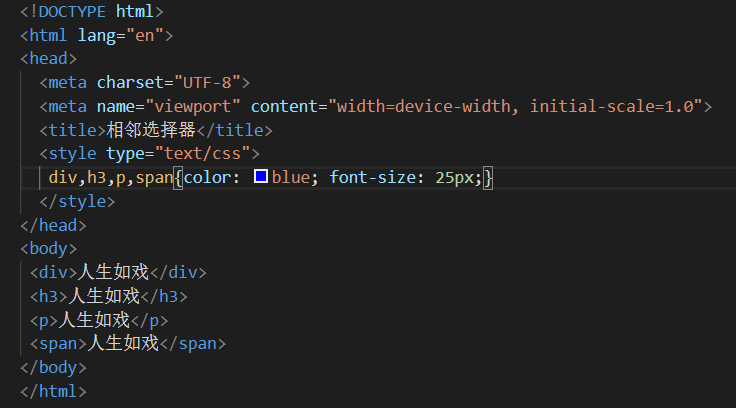 <!DOCTYPE html>
<html lang="en">
<head>
  <meta charset="UTF-8">
  <meta name="viewport" content="width=device-width, initial-scale=1.0">
  <title>相邻选择器</title>
  <style type="text/css">
   div,h3,p,span{color: blue; font-size: 25px;}
  </style>
</head>
<body>
 <div>人生如戏</div>
 <h3>人生如戏</h3>
 <p>人生如戏</p>
 <span>人生如戏</span>
</body>
</html>